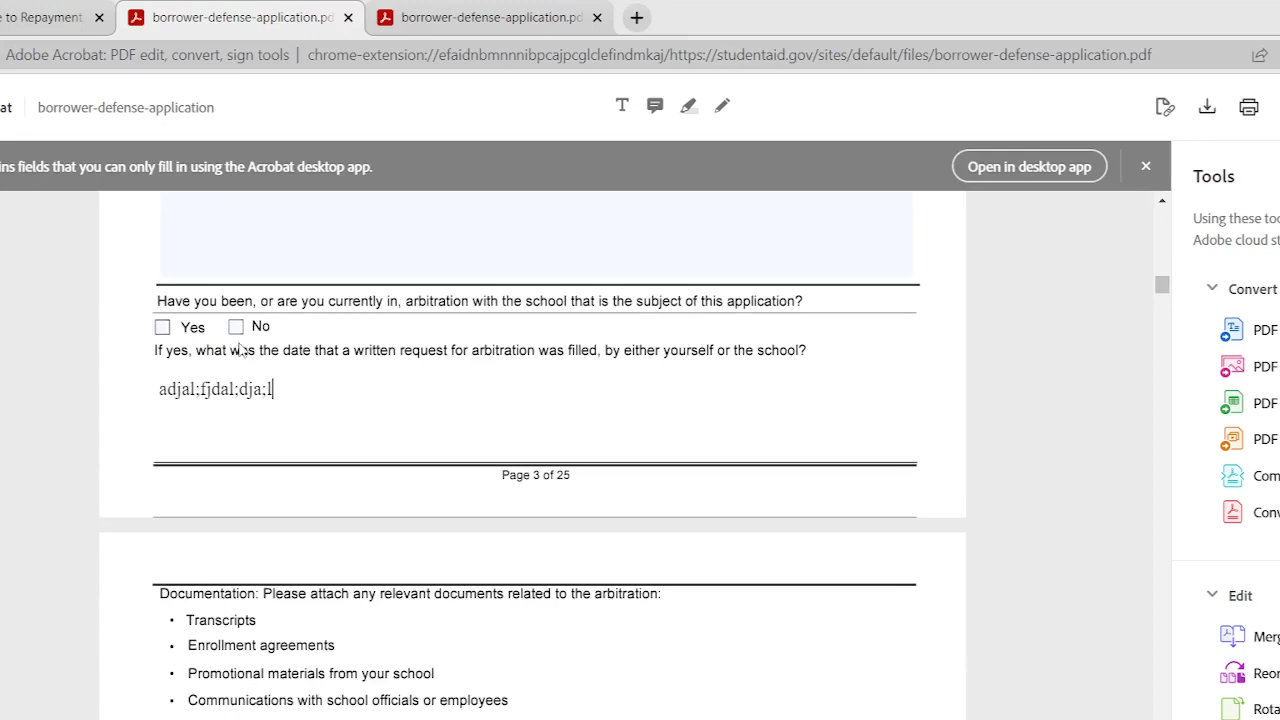 e to Repayment
borrower-defense-application.pd
borrower-defense-application.pd
Adobe Acrobat: PDF edit, convert, sign tools | chrome-extension://efaidnbmnnnibpcajpcglclefindmkaj/https://studentaid.gov/sites/default/files/borrower-defense-application.pdf
at
borrower-defense-application
ins fields that you can only fill in using the Acrobat desktop app.
Open in desktop app
Tools
Using these too
Adobe cloud st
Convert
PDF
PDF
PDF
PDF
Com
Conv
Edit
Merg
Reor
Rota
Have you been, or are you currently in, arbitration with the school that is the subject of this application?
Yes
No
If yes, what was the date that a written request for arbitration was filled, by either yourself or the school?
adjal;fjdal;dja;l
Page 3 of 25
Documentation: Please attach any relevant documents related to the arbitration:
• Transcripts
• Enrollment agreements
• Promotional materials from your school
• Communications with school officials or employees